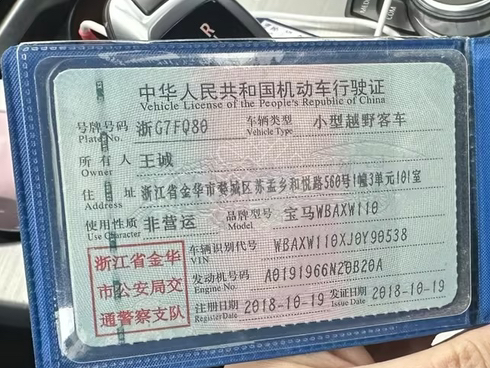 中华人民共和国机动车行驶证
Vehicle License of the People's Republic of China
号牌号码 浙G7FQ80 车辆类型 小型越野客车
Plate No. Vehicle Type
所有人 王诚
Owner
住址 浙江省金华市婺城区苏孟乡和悦路560号1幢3单元101室
Address
使用性质 非营运 品牌型号 宝马WBAXW110
Use Character Model
浙江省金华
市公安局交
通警察支队
车辆识别代号 WBAXW110XJ0Y90538
VIN
发动机号码 A0191966N20B20A
Engine No.
注册日期 2018-10-19 发证日期 2018-10-19
Register Date Issue Date